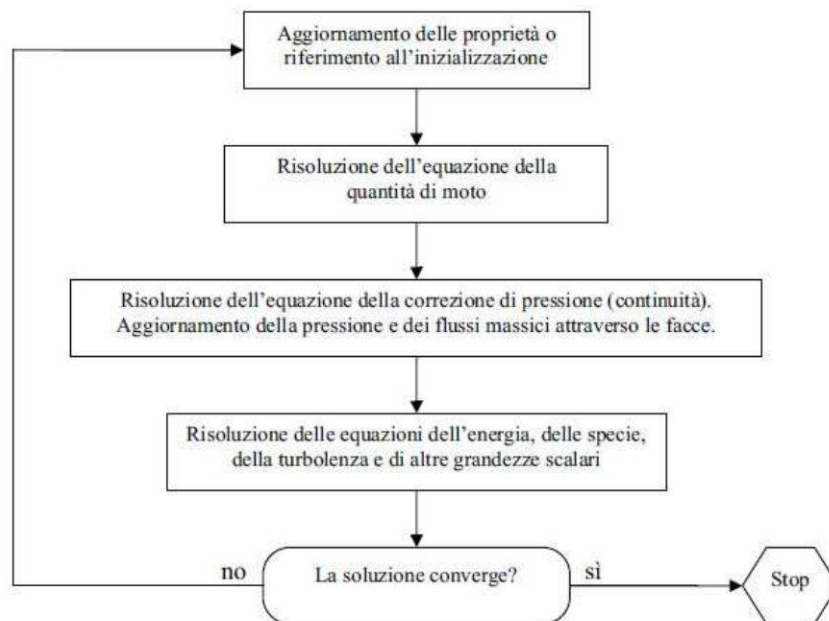 Aggiornamento delle proprietà o
riferimento all'inizializzazione
Risoluzione dell'equazione della
quantità di moto
Risoluzione dell'equazione della correzione di pressione (continuità).
Aggiornamento della pressione e dei flussi massici attraverso le facce.
Risoluzione delle equazioni dell'energia, delle specie,
della turbolenza e di altre grandezze scalari
no
La soluzione converge?
sì
Stop